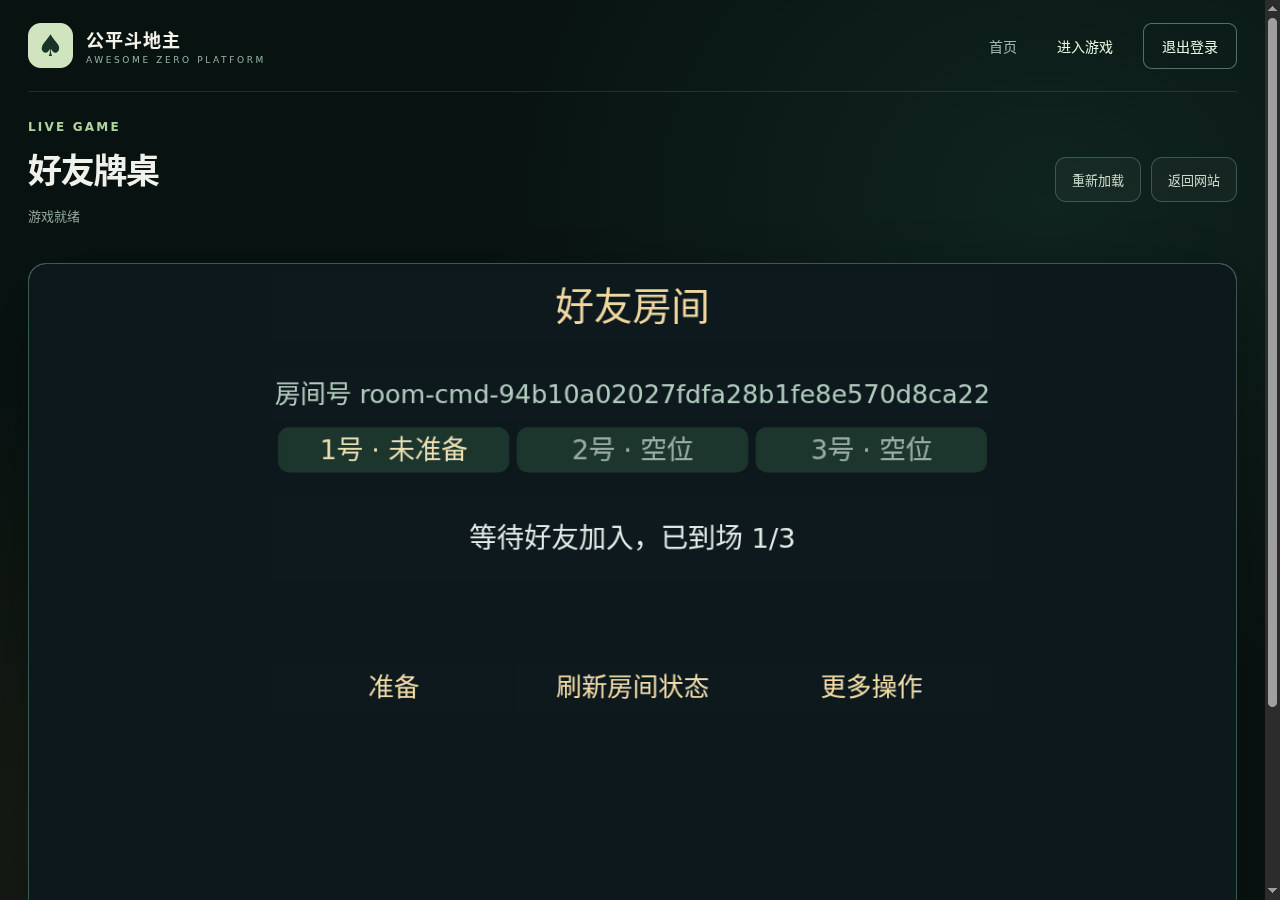 公平斗地主
AWESOME ZERO PLATFORM
首页
进入游戏
退出登录
LIVE GAME
好友牌桌
游戏就绪
重新加载
返回网站
好友房间
房间号 room-cmd-94b10a02027fdfa28b1fe8e570d8ca22
1号 · 未准备
2号 · 空位
3号 · 空位
等待好友加入，已到场 1/3
准备
刷新房间状态
更多操作